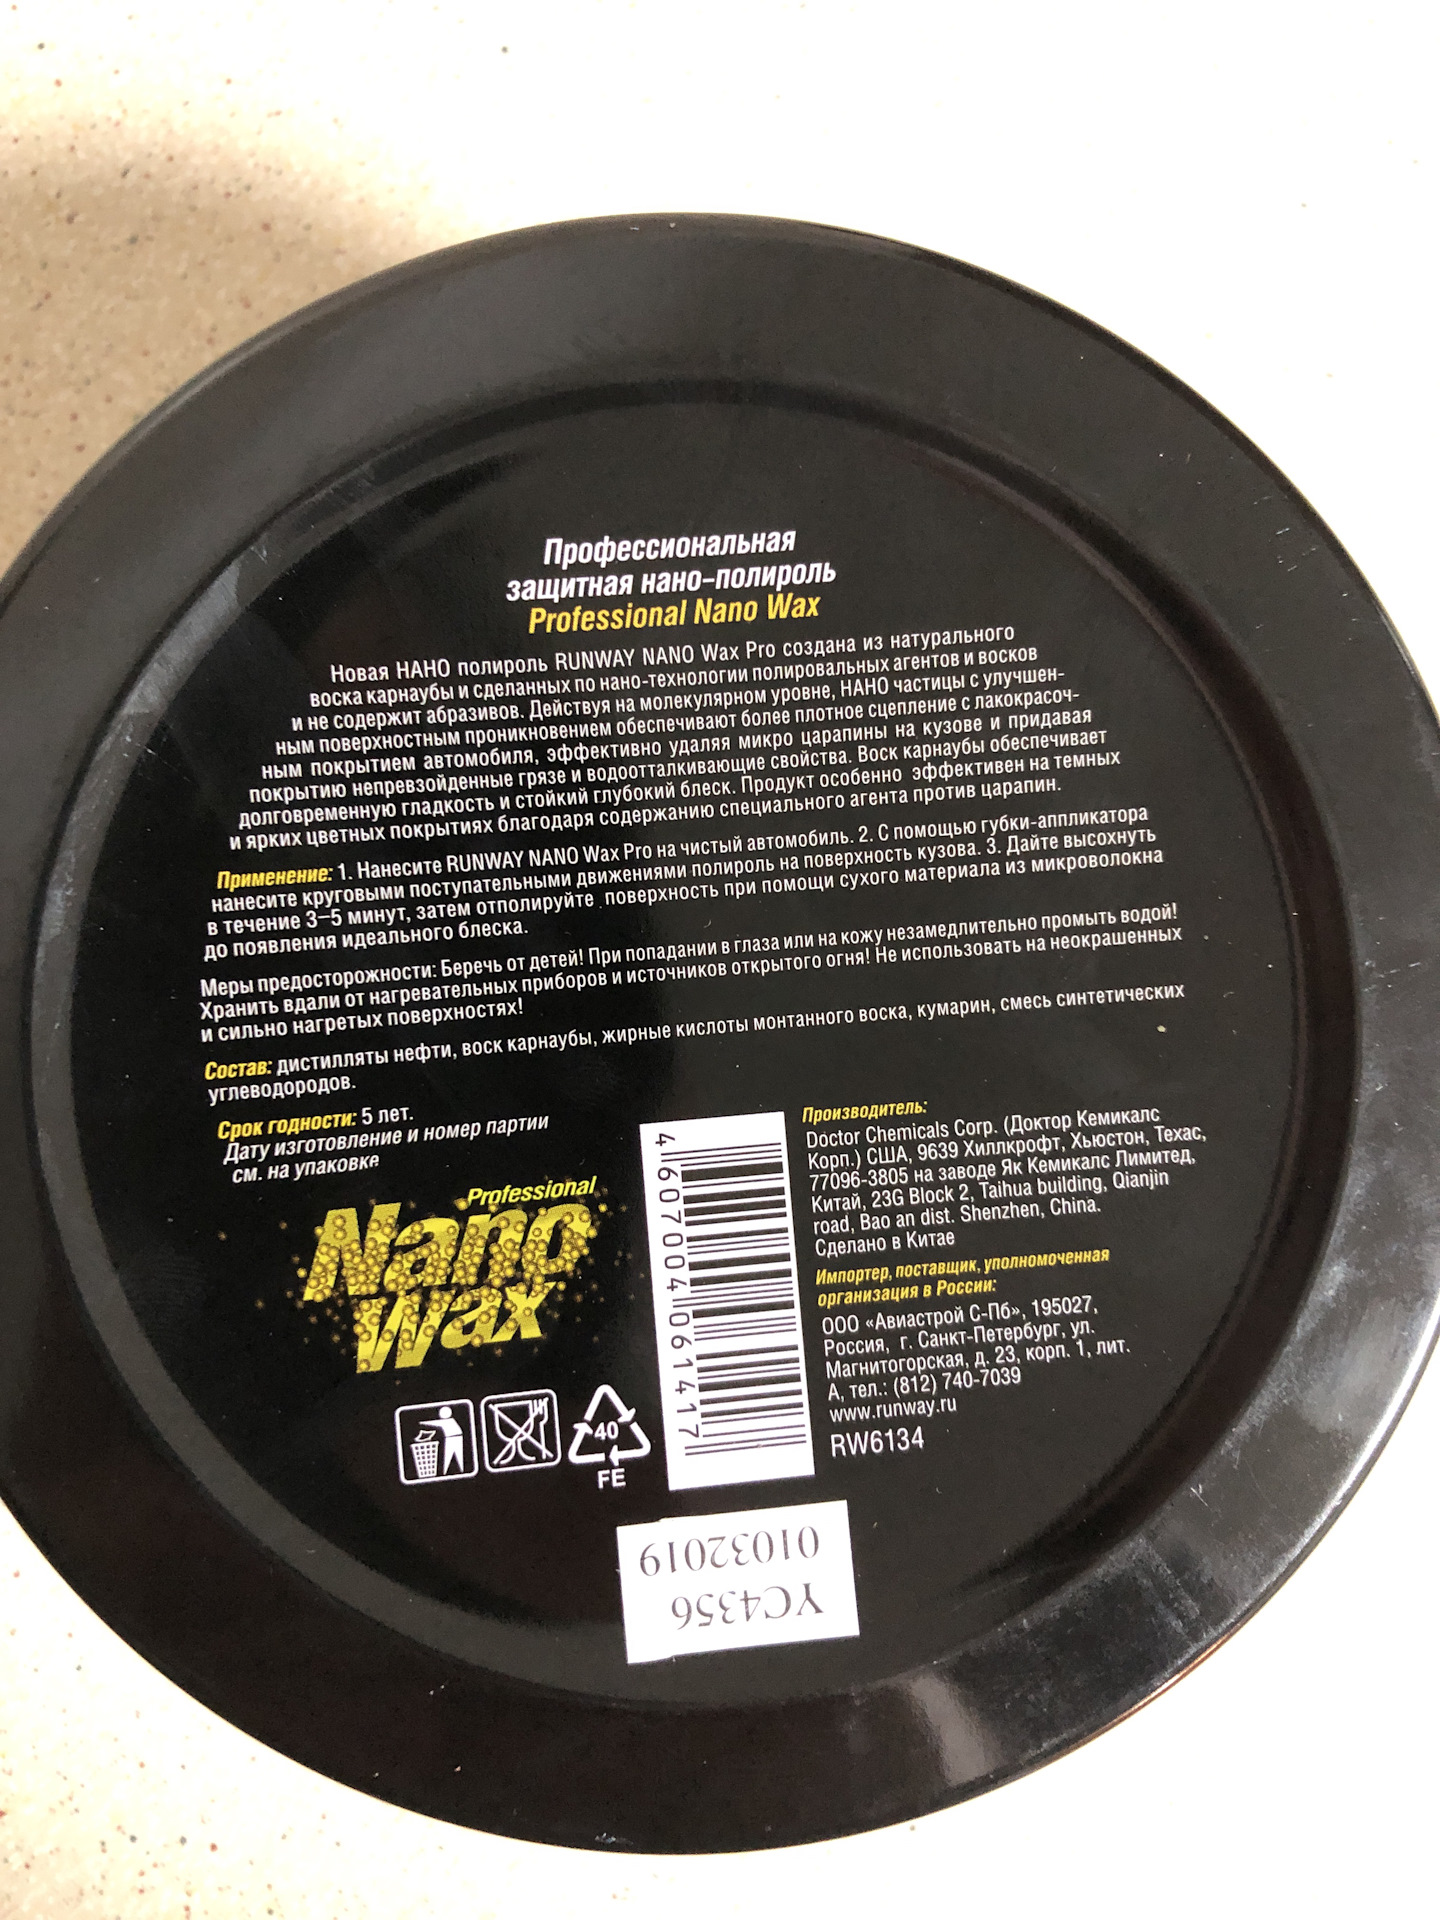 Профессиональная
защитная нано-полироль
Professional Nano Wax
Новая НАНО полироль RUNWAY NANO Wax Pro создана из натурального
воска карнаубы и сделанных по нано-технологии полировальных агентов и восков
и не содержит абразивов. Действуя на молекулярном уровне, НАНО частицы с улучшен-
ным поверхностным проникновением обеспечивают более плотное сцепление с лакокрасоч-
ным покрытием автомобиля, эффективно удаляя микро царапины на кузове и придавая
покрытию непревзойденные грязе и водоотталкивающие свойства. Воск карнаубы обеспечивает
долговременную гладкость и стойкий глубокий блеск. Продукт особенно эффективен на темных
и ярких цветных покрытиях благодаря содержанию специального агента против царапин.
Применение: 1. Нанесите RUNWAY NANO Wax Pro на чистый автомобиль. 2. С помощью губки-аппликатора
нанесите круговыми поступательными движениями полироль на поверхность кузова. 3. Дайте высохнуть
в течение 3–5 минут, затем отполируйте поверхность при помощи сухого материала из микроволокна
до появления идеального блеска.
Меры предосторожности: Беречь от детей! При попадании в глаза или на кожу незамедлительно промыть водой!
Хранить вдали от нагревательных приборов и источников открытого огня! Не использовать на неокрашенных
и сильно нагретых поверхностях!
Состав: дистилляты нефти, воск карнаубы, жирные кислоты монтанного воска, кумарин, смесь синтетических
углеводородов.
Срок годности: 5 лет.
Дату изготовление и номер партии
см. на упаковке
Professional
Nano
Wax
40
FE
4 607004 061417
Производитель:
Doctor Chemicals Corp. (Доктор Кемикалс
Корп.) США, 9639 Хиллкрофт, Хьюстон, Техас,
77096-3805 на заводе Як Кемикалс Лимитед,
Китай, 23G Block 2, Taihua building, Qianjin
road, Bao an dist. Shenzhen, China.
Сделано в Китае
Импортер, поставщик, уполномоченная
организация в России:
ООО «Авиастрой С-Пб», 195027,
Россия, г. Санкт-Петербург, ул.
Магнитогорская, д. 23, корп. 1, лит.
А, тел.: (812) 740-7039
www.runway.ru
RW6134
YC4356
01032019